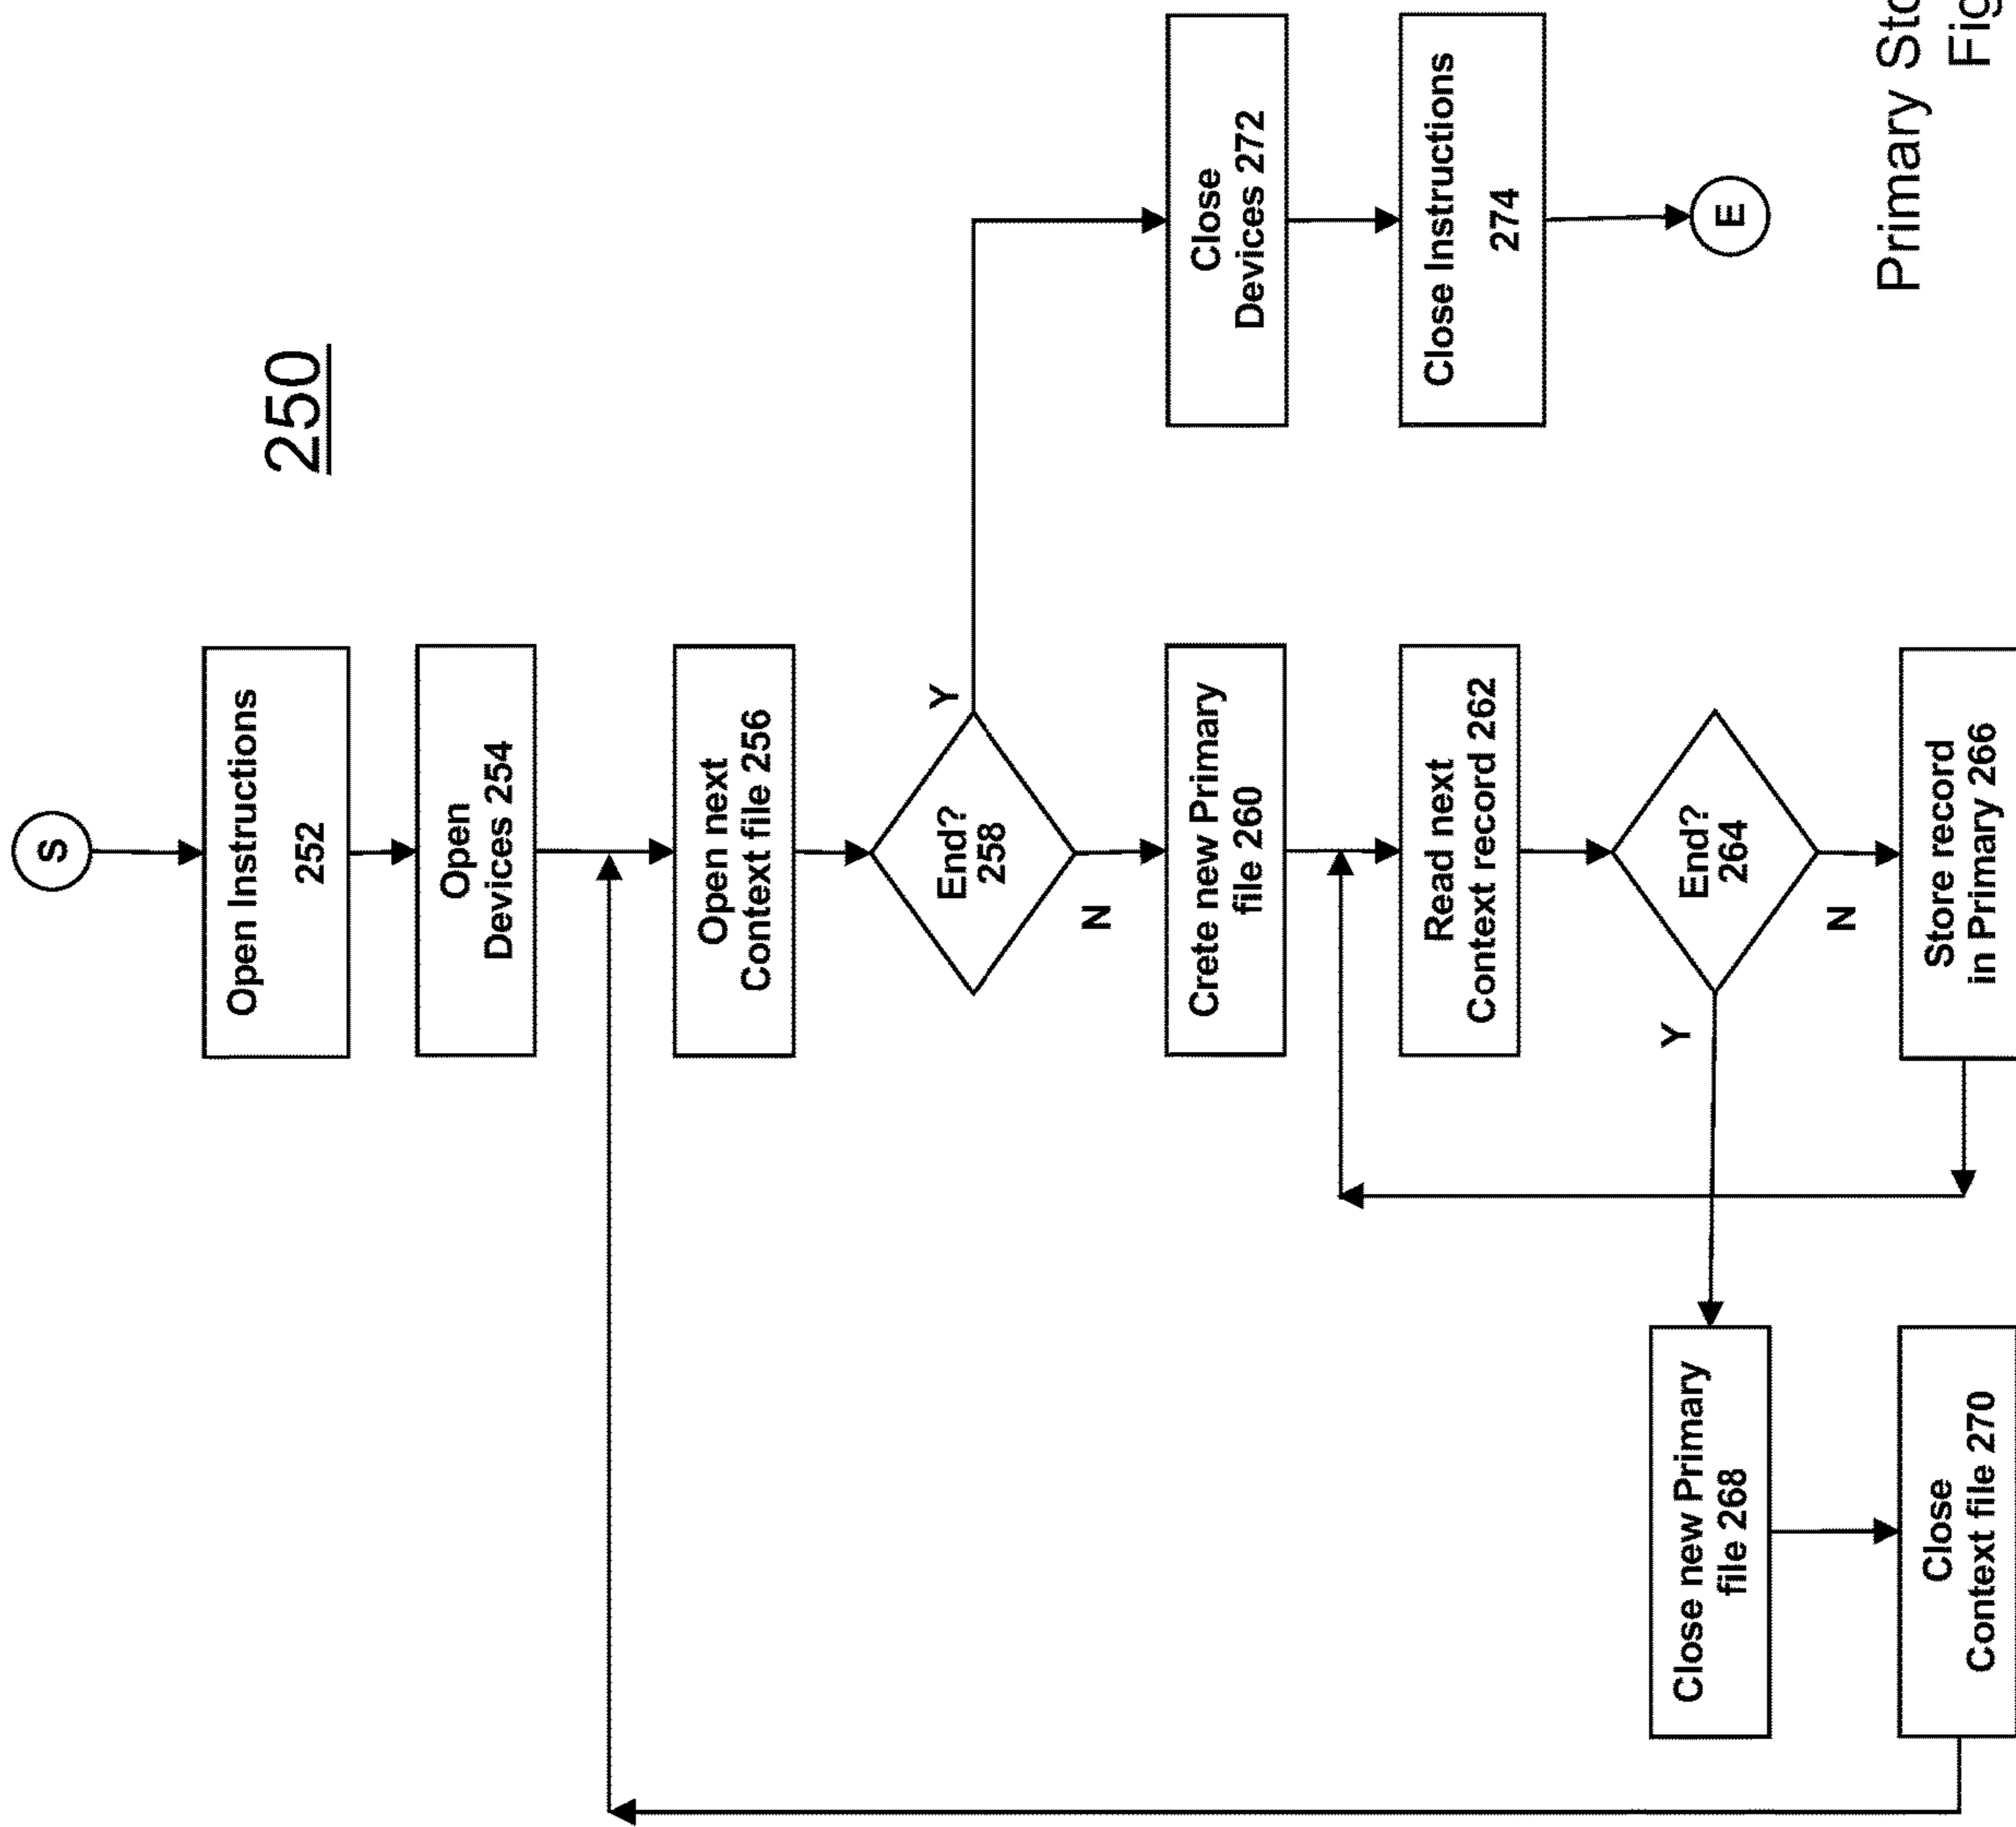 250
S
Open Instructions
252
Open
Devices 254
Open next
Context file 256
End?
258
Y
N
Crete new Primary
file 260
Read next
Context record 262
End?
264
Y
N
Store record
in Primary 266
Close new Primary
file 268
Close
Context file 270
Close
Devices 272
Close Instructions
274
E
Primary